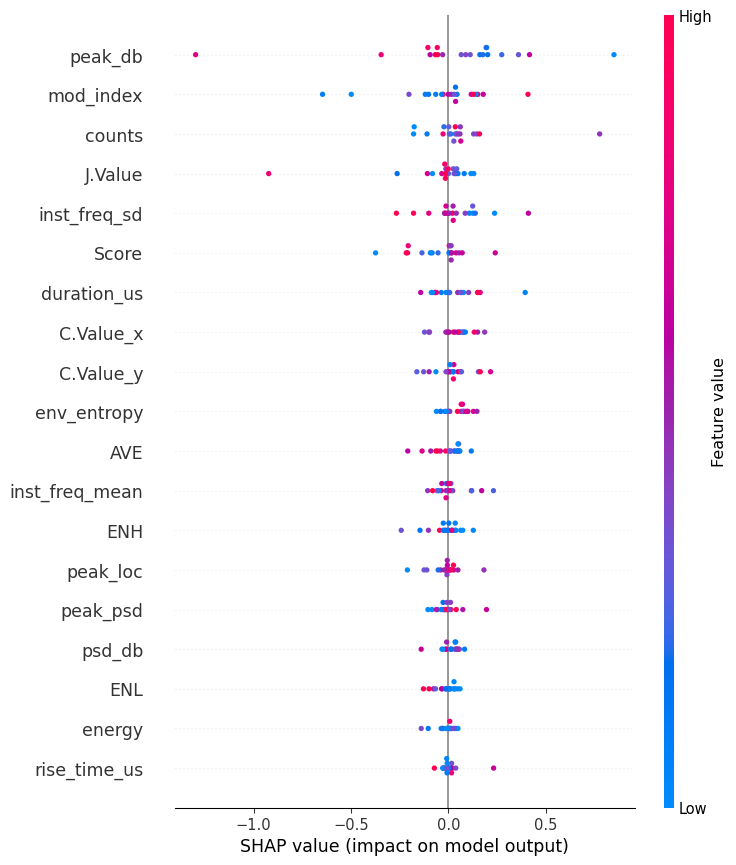 High
peak_db
mod_index
counts
J.Value
inst_freq_sd
Score
duration_us
C.Value_x
C.Value_y
env_entropy
AVE
inst_freq_mean
ENH
peak_loc
peak_psd
psd_db
ENL
energy
rise_time_us
Feature value
Low
−1.0 −0.5 0.0 0.5
SHAP value (impact on model output)